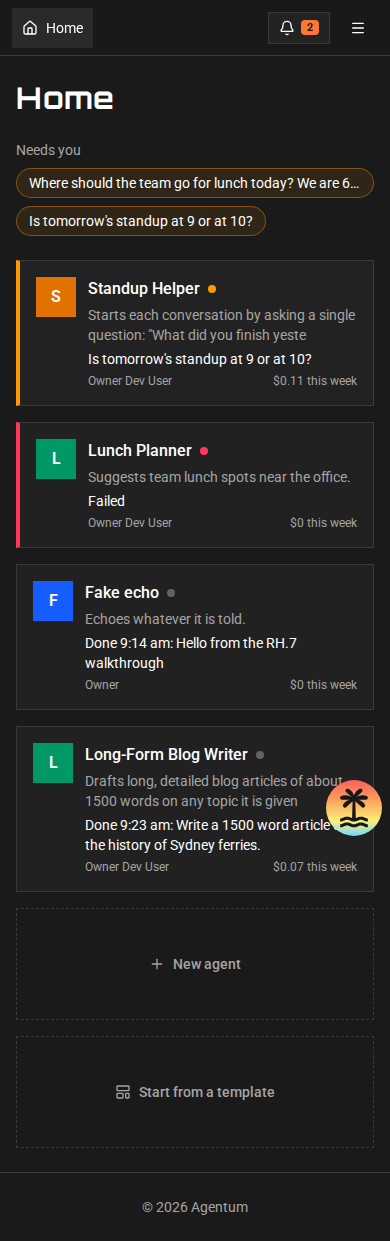 Home
2
Home
Needs you
Where should the team go for lunch today? We are 6...
Is tomorrow's standup at 9 or at 10?
S
Standup Helper
Starts each conversation by asking a single
question: "What did you finish yeste
Is tomorrow's standup at 9 or at 10?
Owner Dev User
$0.11 this week
L
Lunch Planner
Suggests team lunch spots near the office.
Failed
Owner Dev User
$0 this week
F
Fake echo
Echoes whatever it is told.
Done 9:14 am: Hello from the RH.7
walkthrough
Owner
$0 this week
L
Long-Form Blog Writer
Drafts long, detailed blog articles of about
1500 words on any topic it is given
Done 9:23 am: Write a 1500 word article
the history of Sydney ferries.
Owner Dev User
$0.07 this week
New agent
Start from a template
© 2026 Agentum